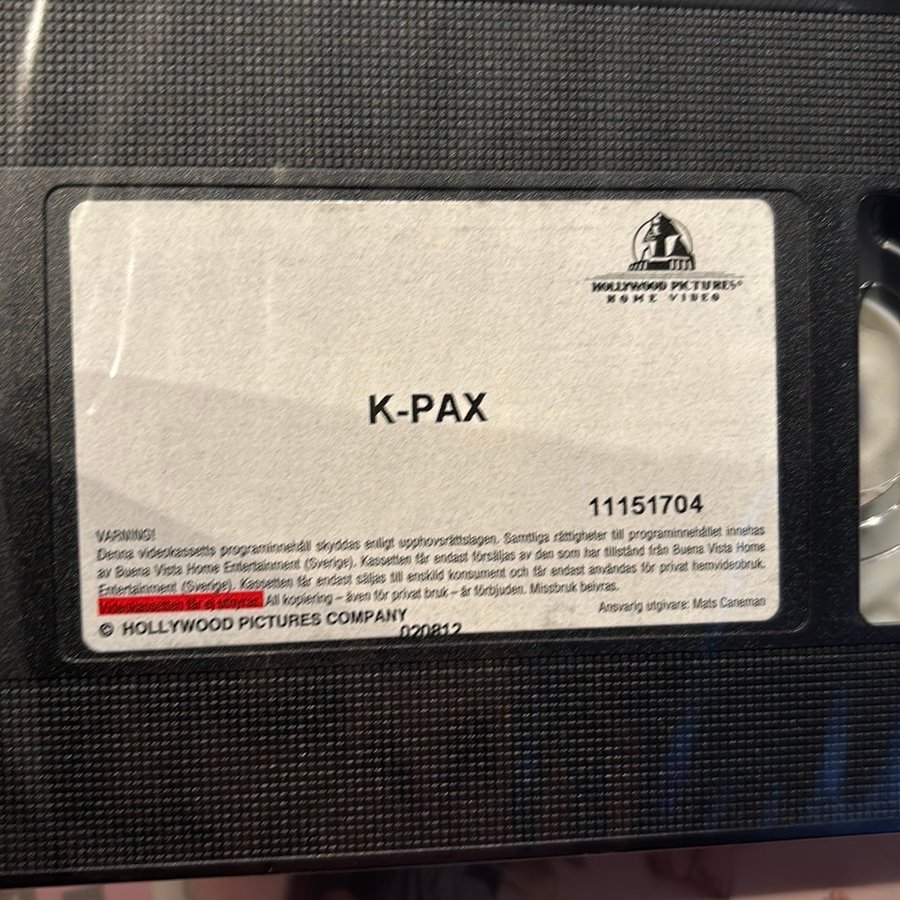 HOLLYWOOD PICTURES®
HOME VIDEO
K-PAX
11151704
VARNING!
Denna videokassetts programinnehåll skyddas enligt upphovsrättslagen. Samtliga rättigheter till programinnehållet innehas
av Buena Vista Home Entertainment (Sverige). Kassetten får endast försäljas av den som har tillstånd från Buena Vista Home
Entertainment (Sverige). Kassetten får endast säljas till enskild konsument och får endast användas för privat hemvideobruk.
Videokassetten får ej uthyras. All kopiering – även för privat bruk – är förbjuden. Missbruk beivras.
Ansvarig utgivare: Mats Caneman
© HOLLYWOOD PICTURES COMPANY
020812